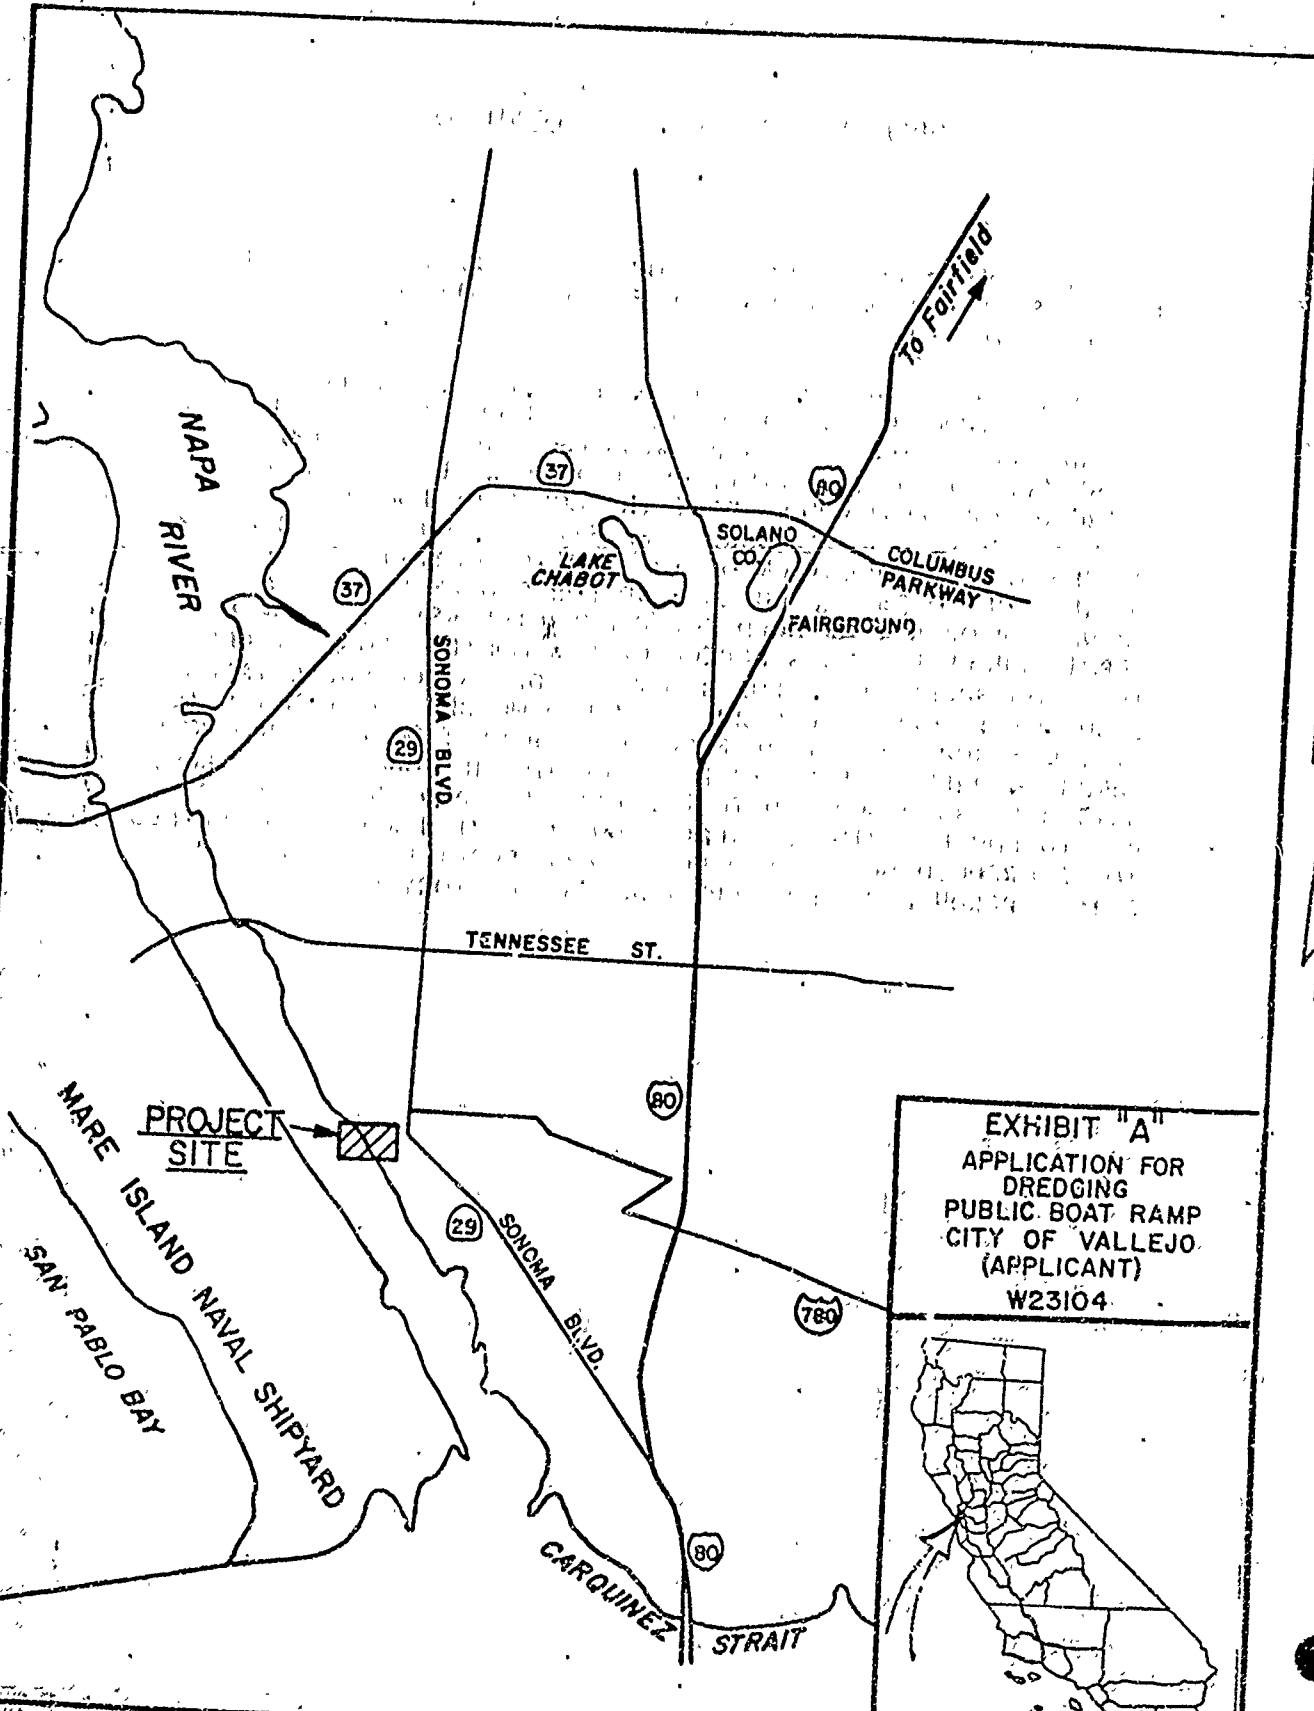 To Fairfield
NAPA
RIVER
37
80
37
SOLANO
CO.
LAKE
CHABOT
COLUMBUS
PARKWAY
FAIRGROUND
SONOMA BLVD.
29
TENNESSEE ST.
80
PROJECT
SITE
MARE ISLAND NAVAL SHIPYARD
SAN PABLO BAY
29
SONOMA BLVD.
780
80
CARQUINEZ
STRAIT
EXHIBIT "A"
APPLICATION FOR
DREDGING
PUBLIC BOAT RAMP
CITY OF VALLEJO
(APPLICANT)
W23104